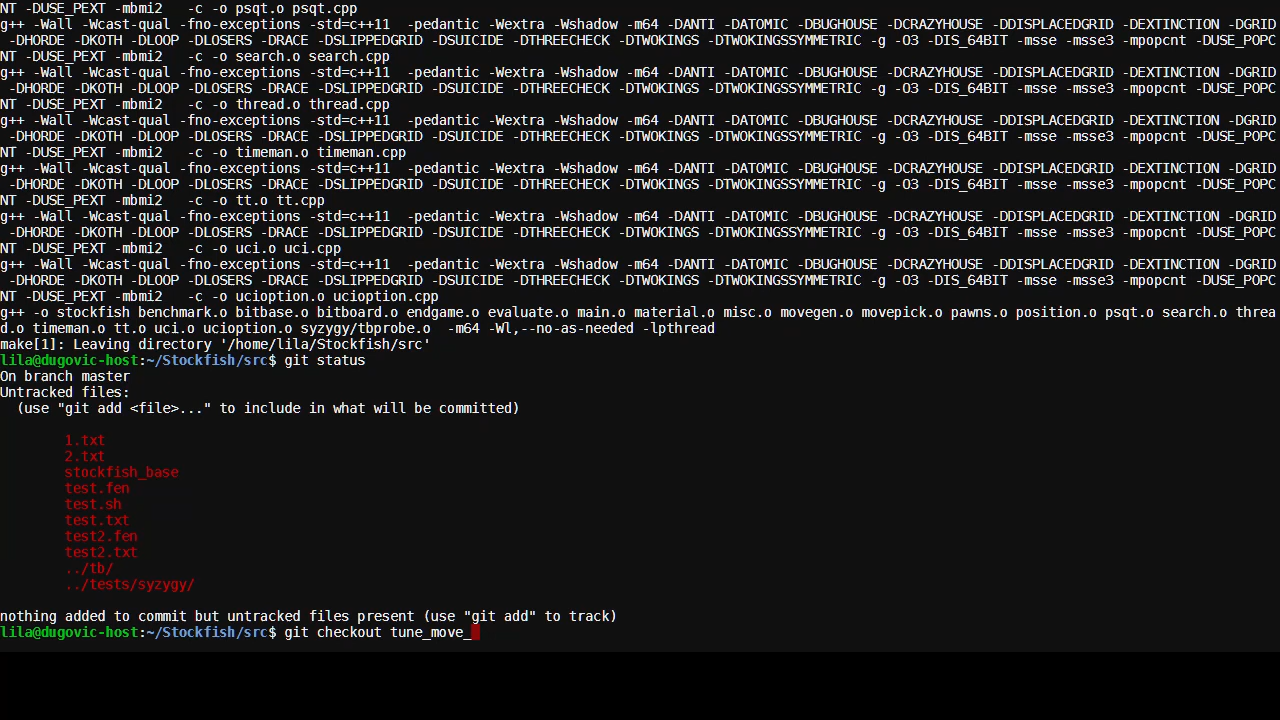 NT -DUSE_PEXT -mbmi2   -c -o psqt.o psqt.cpp
g++ -Wall -Wcast-qual -fno-exceptions -std=c++11  -pedantic -Wextra -Wshadow -m64 -DANTI -DATOMIC -DBUGHOUSE -DCRAZYHOUSE -DDISPLACEDGRID -DEXTINCTION -DGRID
 -DHORDE -DKOTH -DLOOP -DLOSERS -DRACE -DSLIPPEDGRID -DSUICIDE -DTHREECHECK -DTWOKINGS -DTWOKINGSSYMMETRIC -g -O3 -DIS_64BIT -msse -msse3 -mpopcnt -DUSE_POPC
NT -DUSE_PEXT -mbmi2   -c -o search.o search.cpp
g++ -Wall -Wcast-qual -fno-exceptions -std=c++11  -pedantic -Wextra -Wshadow -m64 -DANTI -DATOMIC -DBUGHOUSE -DCRAZYHOUSE -DDISPLACEDGRID -DEXTINCTION -DGRID
 -DHORDE -DKOTH -DLOOP -DLOSERS -DRACE -DSLIPPEDGRID -DSUICIDE -DTHREECHECK -DTWOKINGS -DTWOKINGSSYMMETRIC -g -O3 -DIS_64BIT -msse -msse3 -mpopcnt -DUSE_POPC
NT -DUSE_PEXT -mbmi2   -c -o thread.o thread.cpp
g++ -Wall -Wcast-qual -fno-exceptions -std=c++11  -pedantic -Wextra -Wshadow -m64 -DANTI -DATOMIC -DBUGHOUSE -DCRAZYHOUSE -DDISPLACEDGRID -DEXTINCTION -DGRID
 -DHORDE -DKOTH -DLOOP -DLOSERS -DRACE -DSLIPPEDGRID -DSUICIDE -DTHREECHECK -DTWOKINGS -DTWOKINGSSYMMETRIC -g -O3 -DIS_64BIT -msse -msse3 -mpopcnt -DUSE_POPC
NT -DUSE_PEXT -mbmi2   -c -o timeman.o timeman.cpp
g++ -Wall -Wcast-qual -fno-exceptions -std=c++11  -pedantic -Wextra -Wshadow -m64 -DANTI -DATOMIC -DBUGHOUSE -DCRAZYHOUSE -DDISPLACEDGRID -DEXTINCTION -DGRID
 -DHORDE -DKOTH -DLOOP -DLOSERS -DRACE -DSLIPPEDGRID -DSUICIDE -DTHREECHECK -DTWOKINGS -DTWOKINGSSYMMETRIC -g -O3 -DIS_64BIT -msse -msse3 -mpopcnt -DUSE_POPC
NT -DUSE_PEXT -mbmi2   -c -o tt.o tt.cpp
g++ -Wall -Wcast-qual -fno-exceptions -std=c++11  -pedantic -Wextra -Wshadow -m64 -DANTI -DATOMIC -DBUGHOUSE -DCRAZYHOUSE -DDISPLACEDGRID -DEXTINCTION -DGRID
 -DHORDE -DKOTH -DLOOP -DLOSERS -DRACE -DSLIPPEDGRID -DSUICIDE -DTHREECHECK -DTWOKINGS -DTWOKINGSSYMMETRIC -g -O3 -DIS_64BIT -msse -msse3 -mpopcnt -DUSE_POPC
NT -DUSE_PEXT -mbmi2   -c -o uci.o uci.cpp
g++ -Wall -Wcast-qual -fno-exceptions -std=c++11  -pedantic -Wextra -Wshadow -m64 -DANTI -DATOMIC -DBUGHOUSE -DCRAZYHOUSE -DDISPLACEDGRID -DEXTINCTION -DGRID
 -DHORDE -DKOTH -DLOOP -DLOSERS -DRACE -DSLIPPEDGRID -DSUICIDE -DTHREECHECK -DTWOKINGS -DTWOKINGSSYMMETRIC -g -O3 -DIS_64BIT -msse -msse3 -mpopcnt -DUSE_POPC
NT -DUSE_PEXT -mbmi2   -c -o ucioption.o ucioption.cpp
g++ -o stockfish benchmark.o bitbase.o bitboard.o endgame.o evaluate.o main.o material.o misc.o movegen.o movepick.o pawns.o position.o psqt.o search.o threa
d.o timeman.o tt.o uci.o ucioption.o syzygy/tbprobe.o  -m64 -Wl,--no-as-needed -lpthread
make[1]: Leaving directory '/home/lila/Stockfish/src'
lila@dugovic-host:~/Stockfish/src$ git status
On branch master
Untracked files:
  (use "git add <file>..." to include in what will be committed)
        1.txt
        2.txt
        stockfish_base
        test.fen
        test.sh
        test.txt
        test2.fen
        test2.txt
        ../tb/
        ../tests/syzygy/
nothing added to commit but untracked files present (use "git add" to track)
lila@dugovic-host:~/Stockfish/src$ git checkout tune_move_